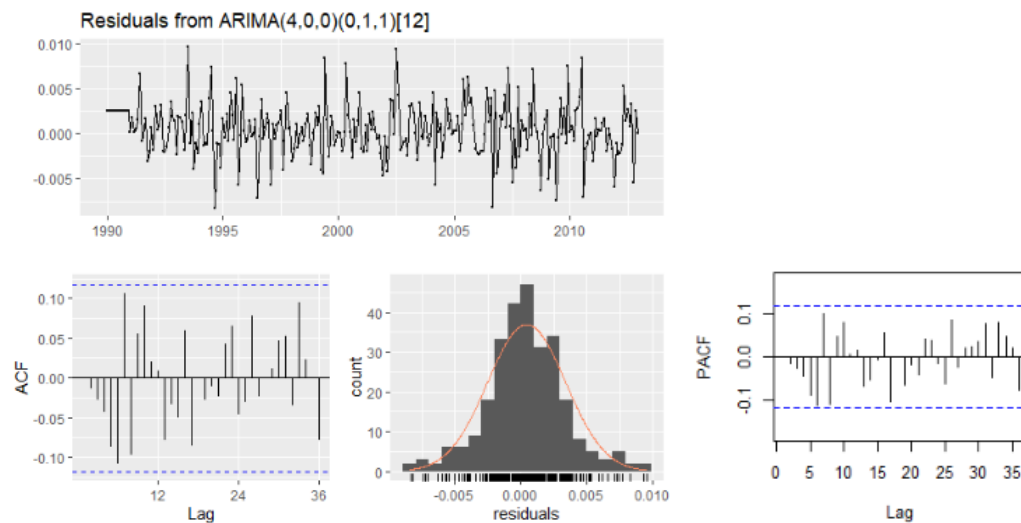 Residuals from ARIMA(4,0,0)(0,1,1)[12]
0.010
0.005
0.000
-0.005
1990 1995 2000 2005 2010
ACF
0.10
0.05
0.00
-0.05
-0.10
12 24 36
Lag
count
40
30
20
10
0
-0.005 0.000 0.005 0.010
residuals
PACF
0.1
0.0
-0.1
0 5 10 15 20 25 30 35
Lag